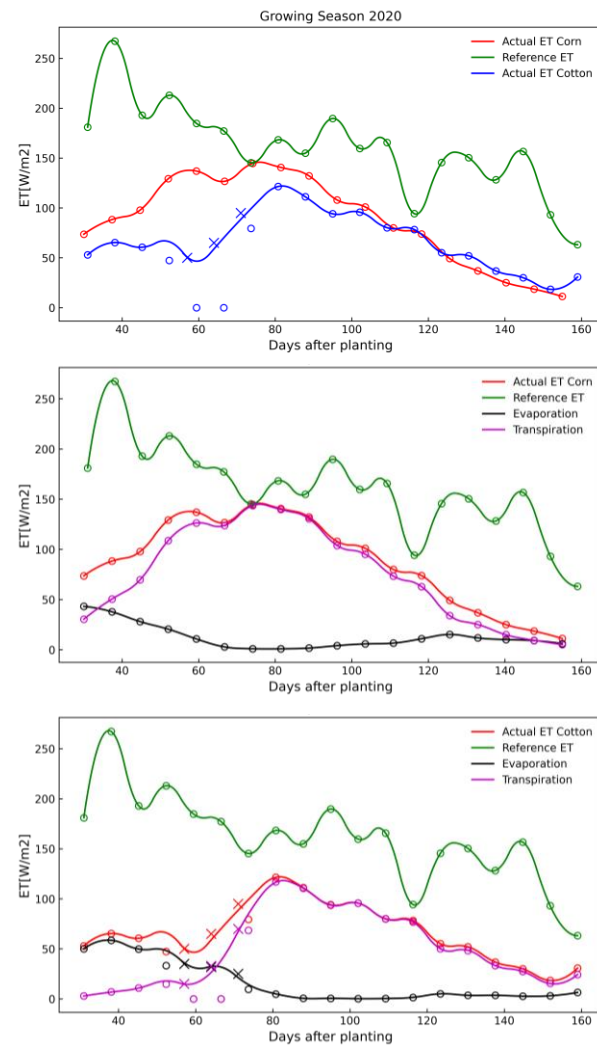 Growing Season 2020
Actual ET Corn
Reference ET
Actual ET Cotton
250
200
150
100
50
0
ET[W/m2]
40 60 80 100 120 140 160
Days after planting
Actual ET Corn
Reference ET
Evaporation
Transpiration
250
200
150
100
50
0
ET[W/m2]
40 60 80 100 120 140 160
Days after planting
Actual ET Cotton
Reference ET
Evaporation
Transpiration
250
200
150
100
50
0
ET[W/m2]
40 60 80 100 120 140 160
Days after planting